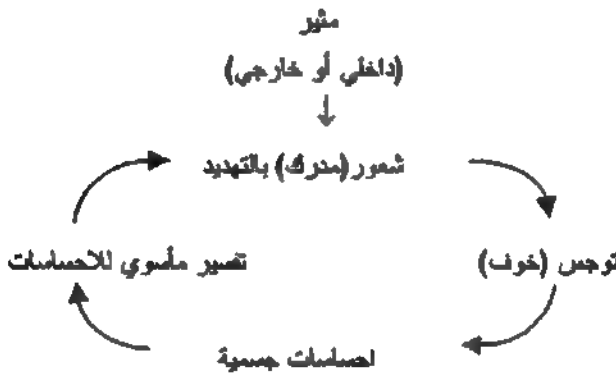 مثير
(داخلي أو خارجي)
شعور (مدرك) بالتهديد
توجس (خوف)
احساسات جسمية
تفسير مأسوي للاحساسات